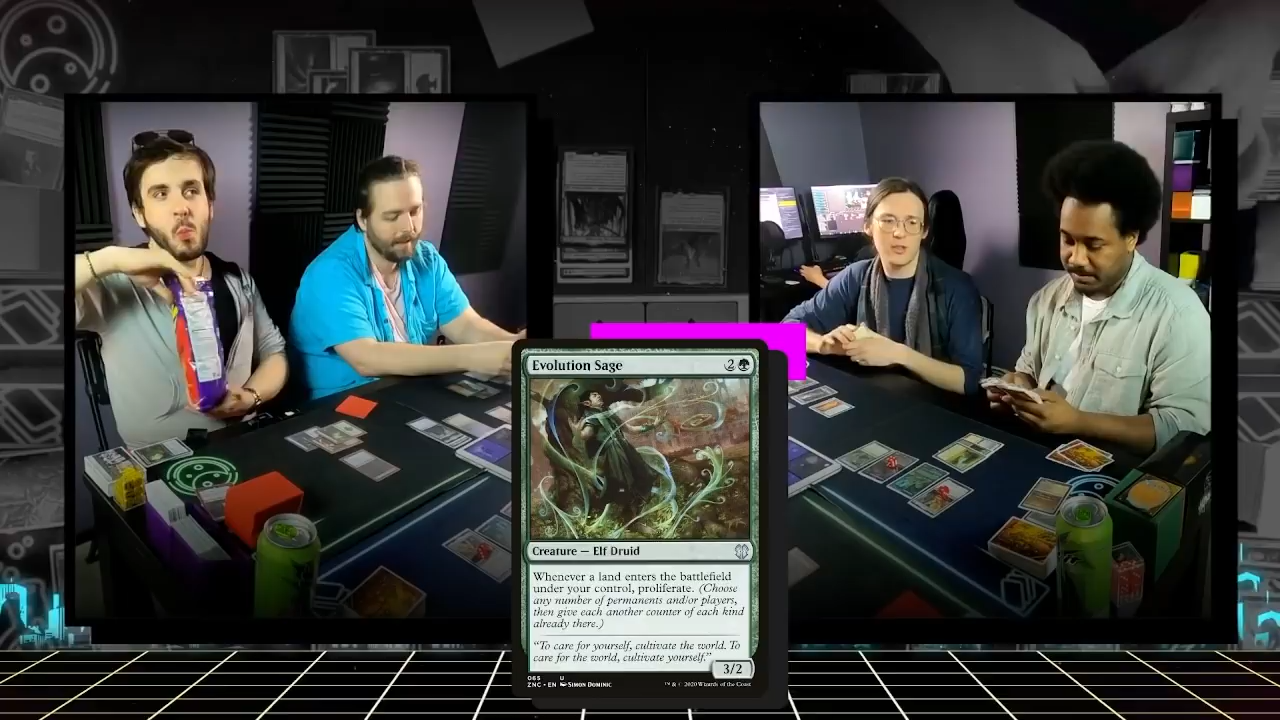 Evolution Sage 2
Creature — Elf Druid
Whenever a land enters the battlefield
under your control, proliferate. (Choose
any number of permanents and/or players,
then give each another counter of each kind
already there.)
"To care for yourself, cultivate the world. To
care for the world, cultivate yourself."
3/2
085 U
ZNC • EN SIMON DOMINIC ™ & © 2020 Wizards of the Coast